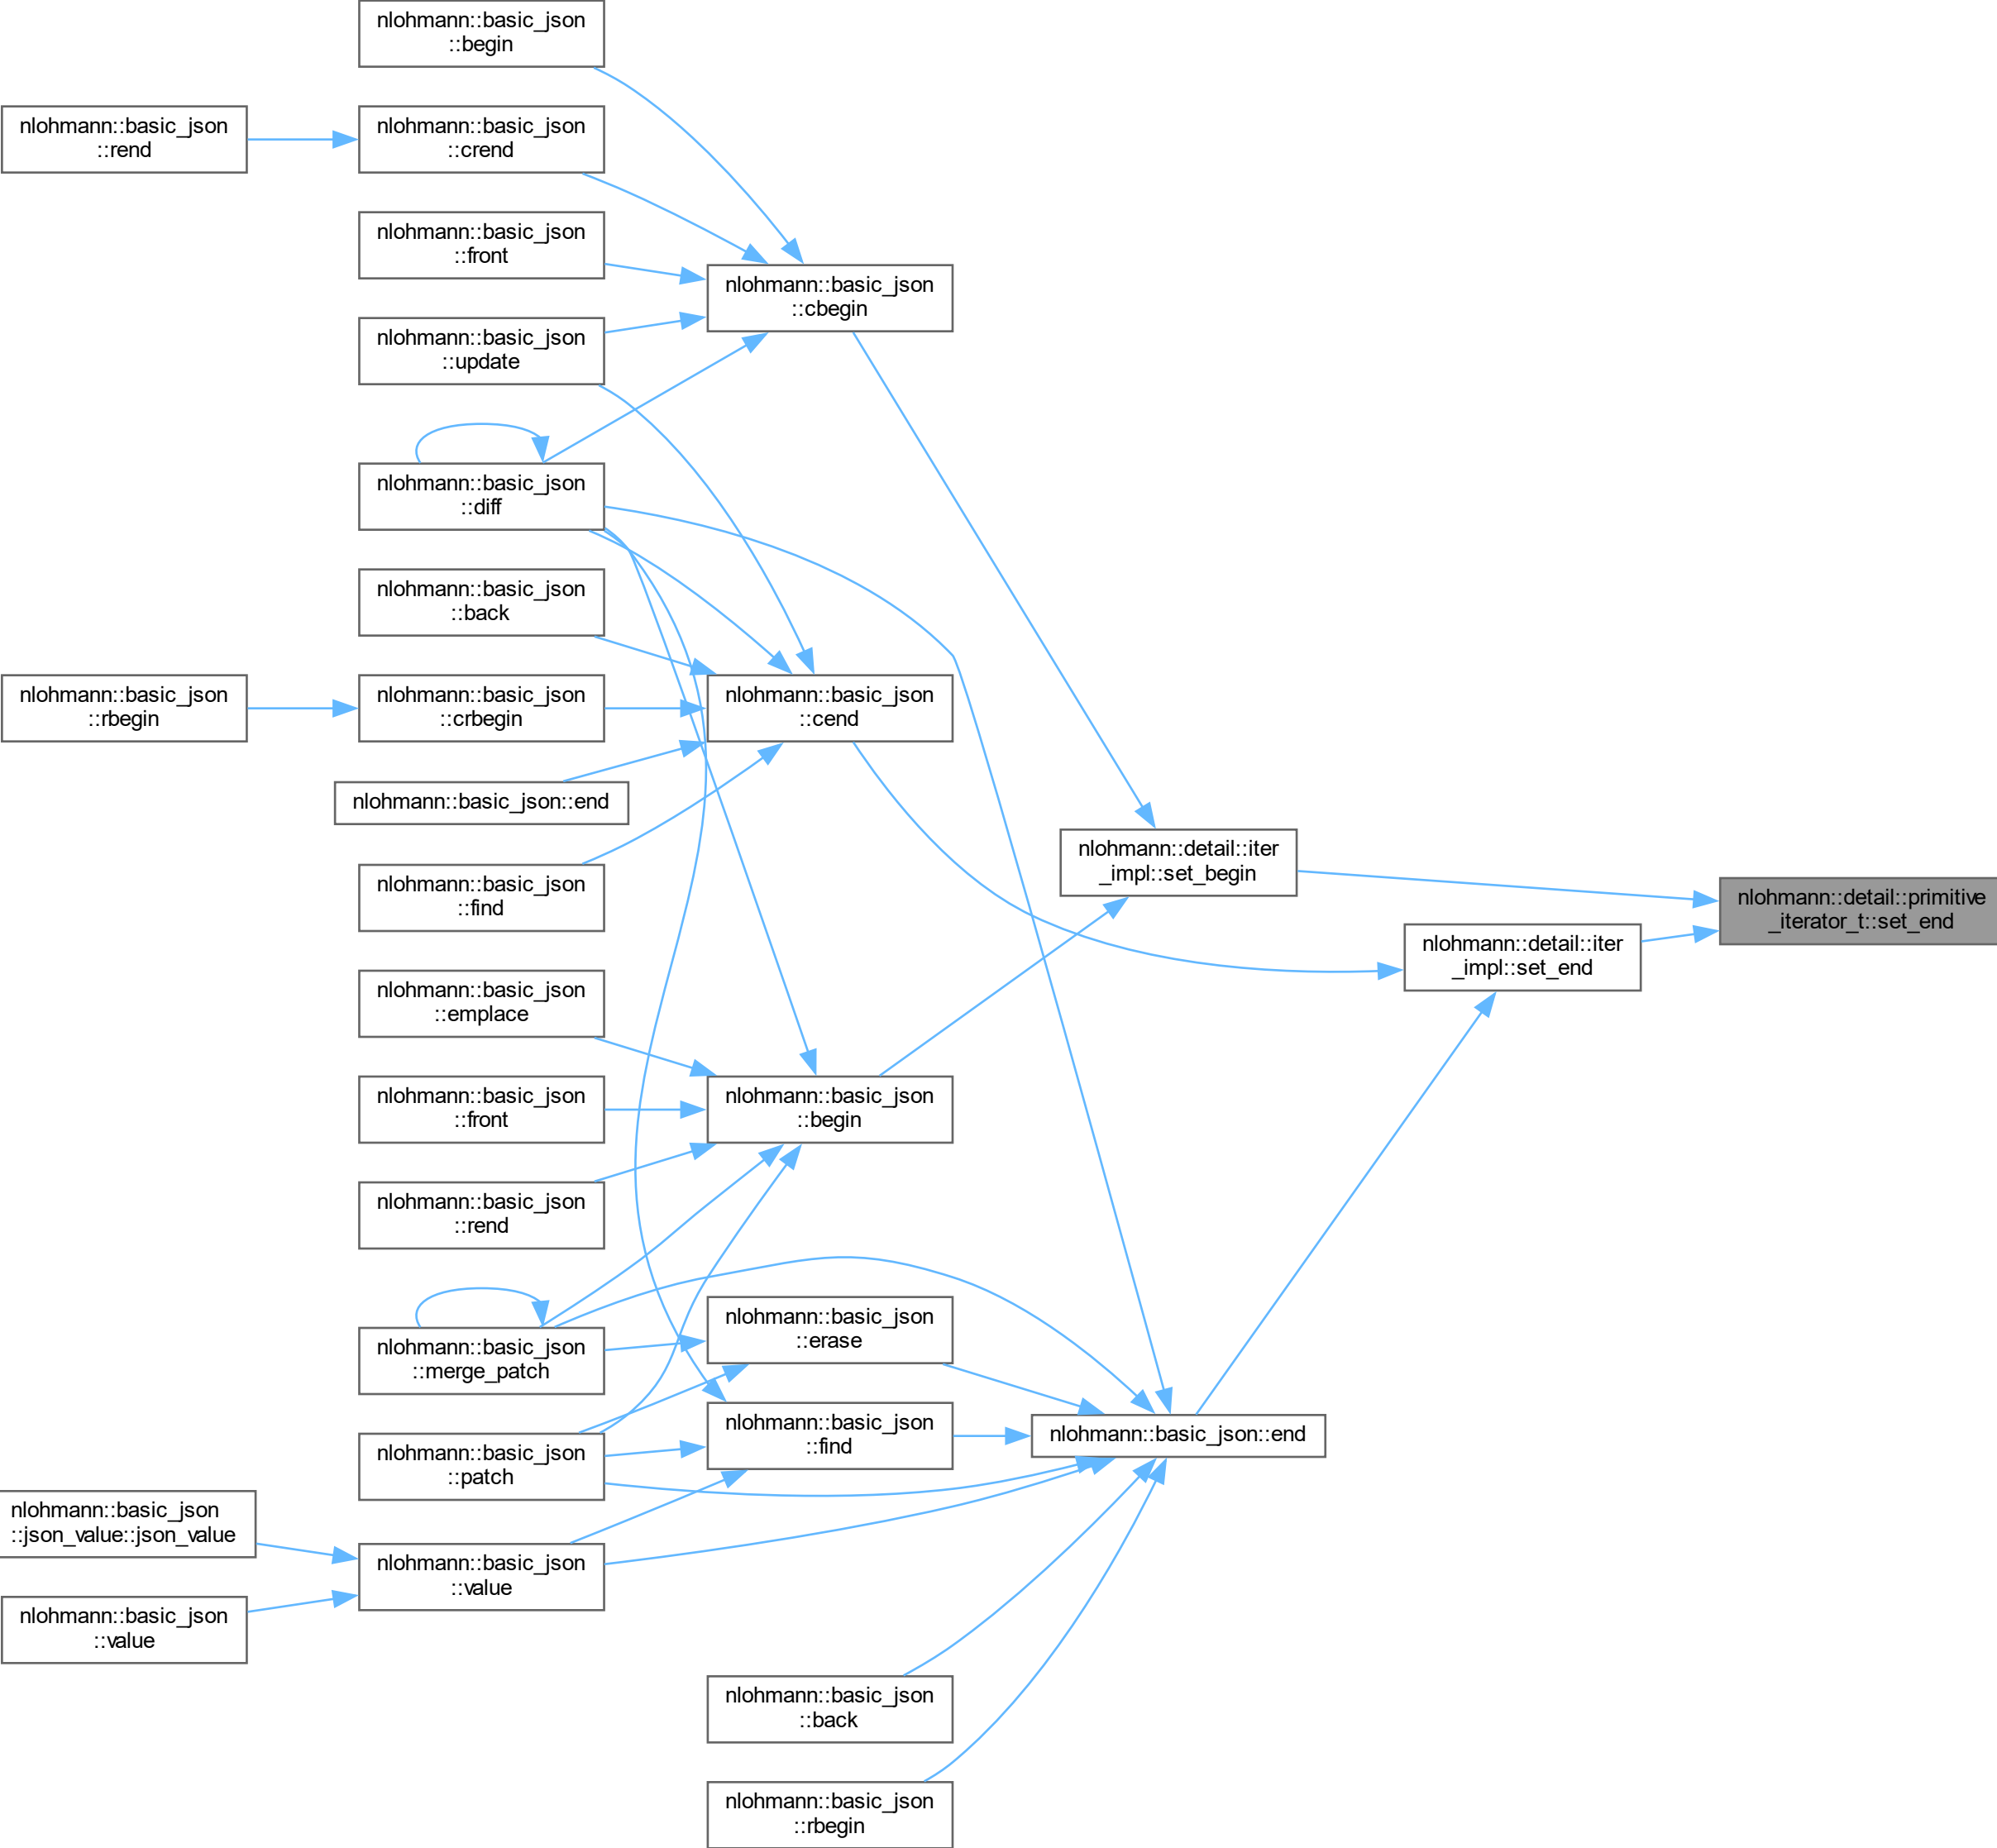 nlohmann::basic_json
::begin
nlohmann::basic_json
::rend
nlohmann::basic_json
::crend
nlohmann::basic_json
::front
nlohmann::basic_json
::cbegin
nlohmann::basic_json
::update
nlohmann::basic_json
::diff
nlohmann::basic_json
::back
nlohmann::basic_json
::rbegin
nlohmann::basic_json
::crbegin
nlohmann::basic_json
::cend
nlohmann::basic_json::end
nlohmann::basic_json
::find
nlohmann::detail::iter
_impl::set_begin
nlohmann::detail::primitive
_iterator_t::set_end
nlohmann::detail::iter
_impl::set_end
nlohmann::basic_json
::emplace
nlohmann::basic_json
::front
nlohmann::basic_json
::begin
nlohmann::basic_json
::rend
nlohmann::basic_json
::merge_patch
nlohmann::basic_json
::erase
nlohmann::basic_json
::find
nlohmann::basic_json::end
nlohmann::basic_json
::patch
nlohmann::basic_json
::json_value::json_value
nlohmann::basic_json
::value
nlohmann::basic_json
::value
nlohmann::basic_json
::back
nlohmann::basic_json
::rbegin